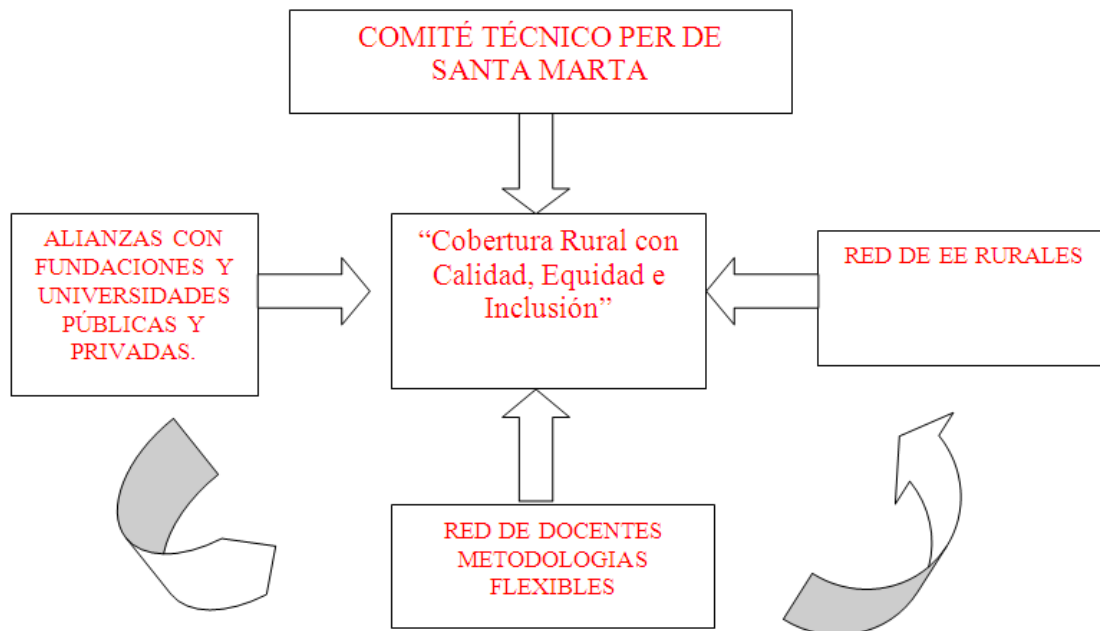 COMITÉ TÉCNICO PER DE
SANTA MARTA
ALIANZAS CON
FUNDACIONES Y
UNIVERSIDADES
PÚBLICAS Y
PRIVADAS.
“Cobertura Rural con
Calidad, Equidad e
Inclusión”
RED DE EE RURALES
RED DE DOCENTES
METODOLOGIAS
FLEXIBLES